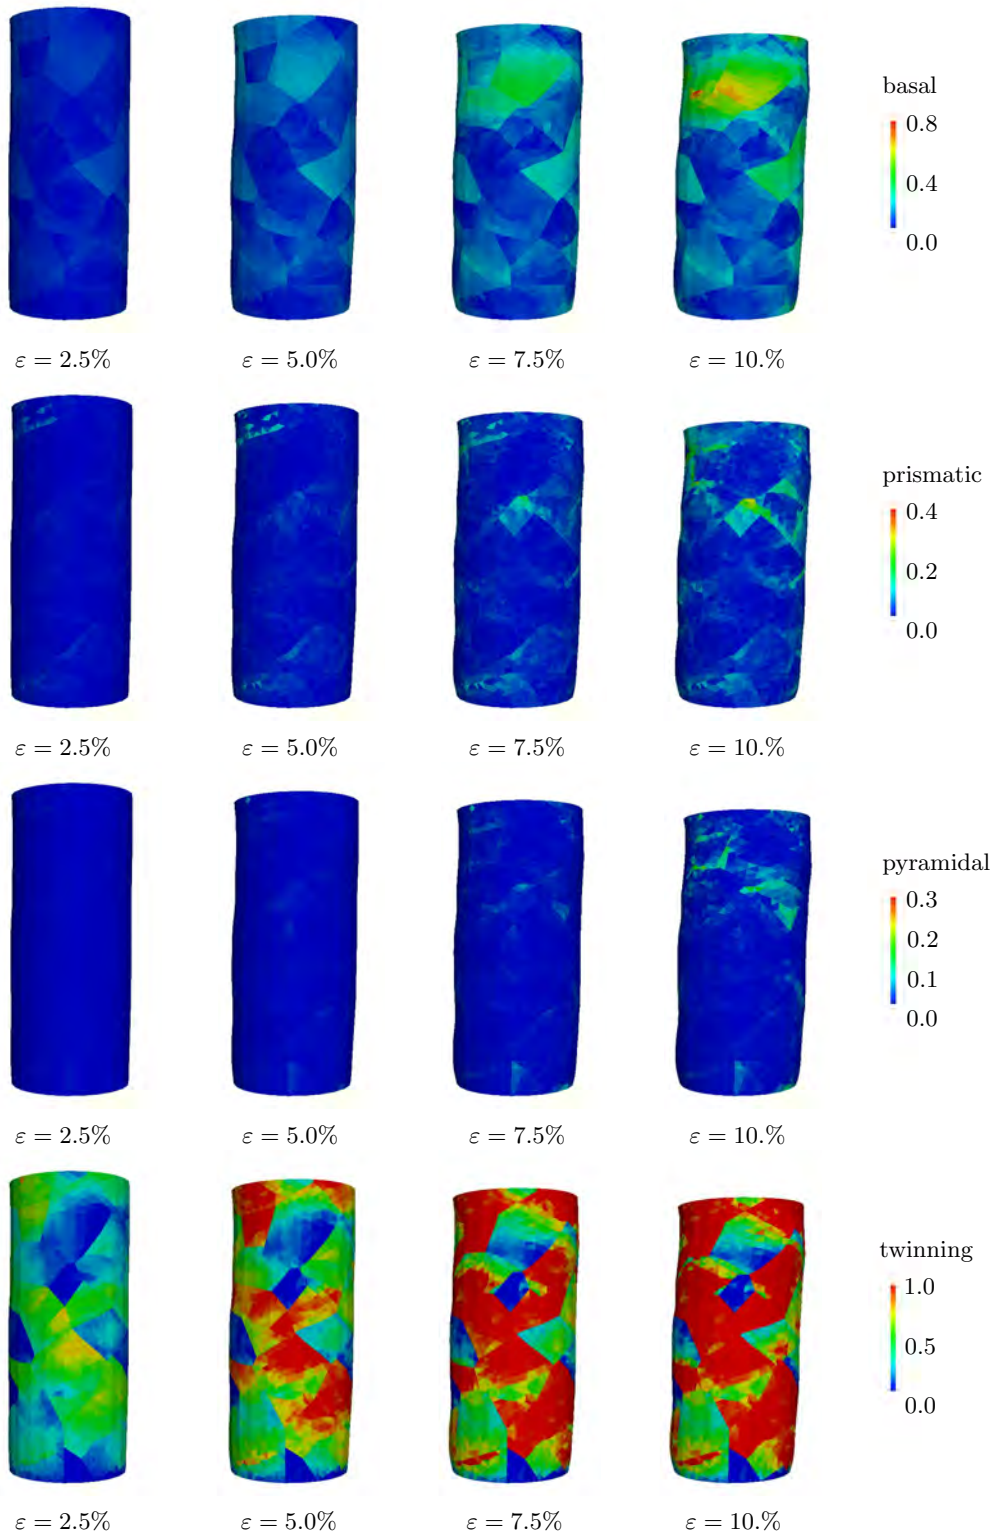 basal
0.8
0.4
0.0
ε = 2.5% ε = 5.0% ε = 7.5% ε = 10.%
prismatic
0.4
0.2
0.0
ε = 2.5% ε = 5.0% ε = 7.5% ε = 10.%
pyramidal
0.3
0.2
0.1
0.0
ε = 2.5% ε = 5.0% ε = 7.5% ε = 10.%
twinning
1.0
0.5
0.0
ε = 2.5% ε = 5.0% ε = 7.5% ε = 10.%